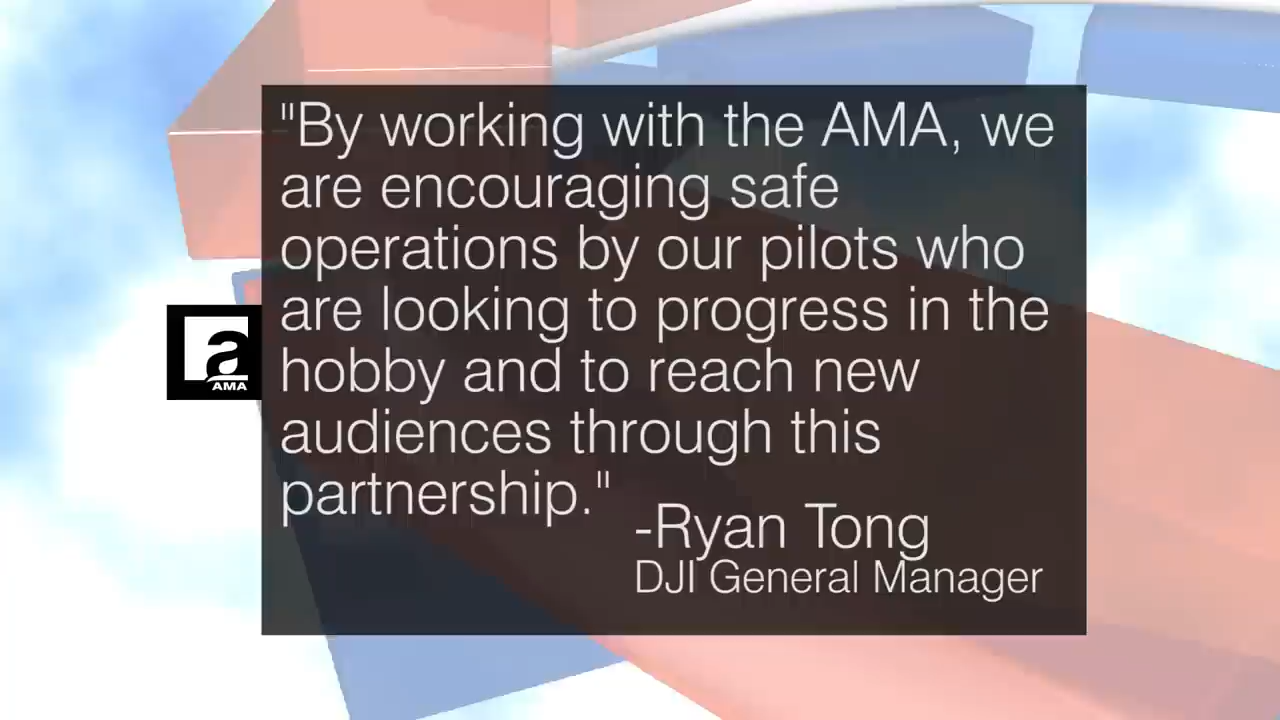 "By working with the AMA, we
are encouraging safe
operations by our pilots who
are looking to progress in the
hobby and to reach new
audiences through this
partnership."
-Ryan Tong
DJI General Manager
a
AMA